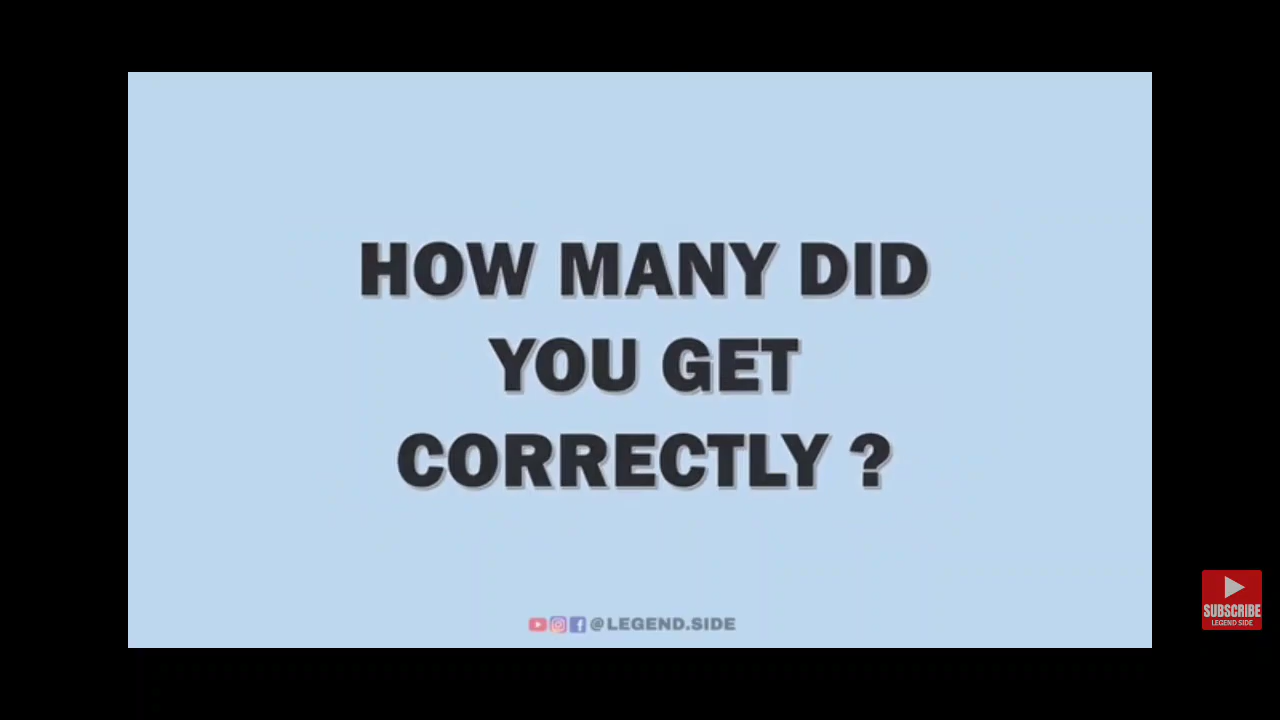 HOW MANY DID
YOU GET
CORRECTLY ?
@LEGEND.SIDE
SUBSCRIBE
LEGEND SIDE